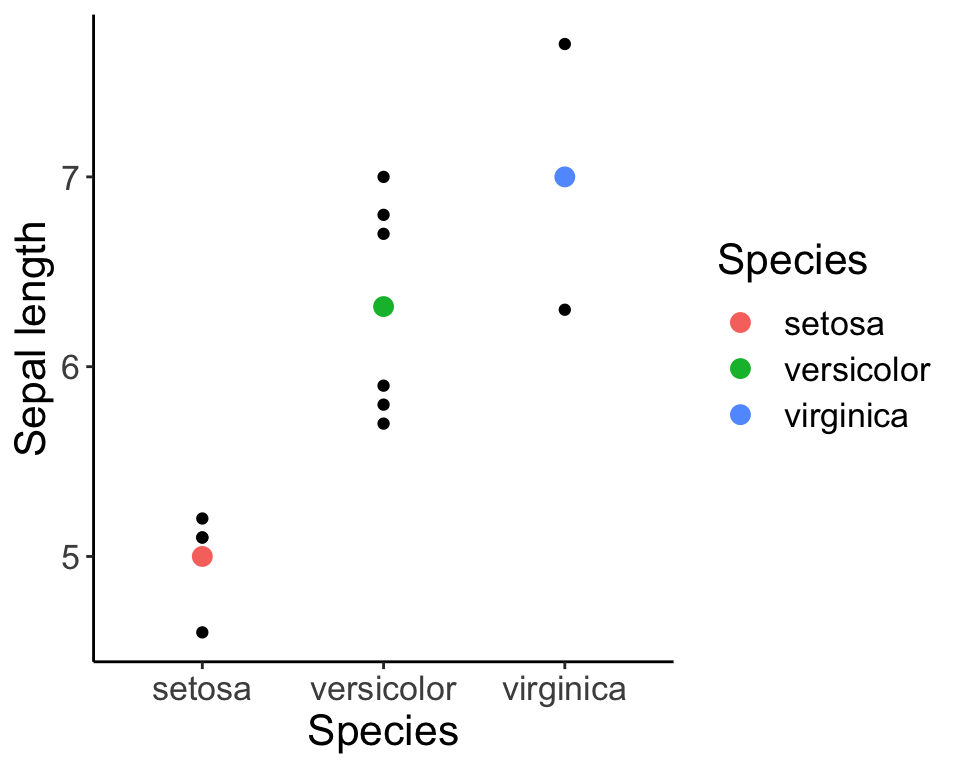 7
6
5
Sepal length
setosa versicolor virginica
Species
Species
setosa
versicolor
virginica